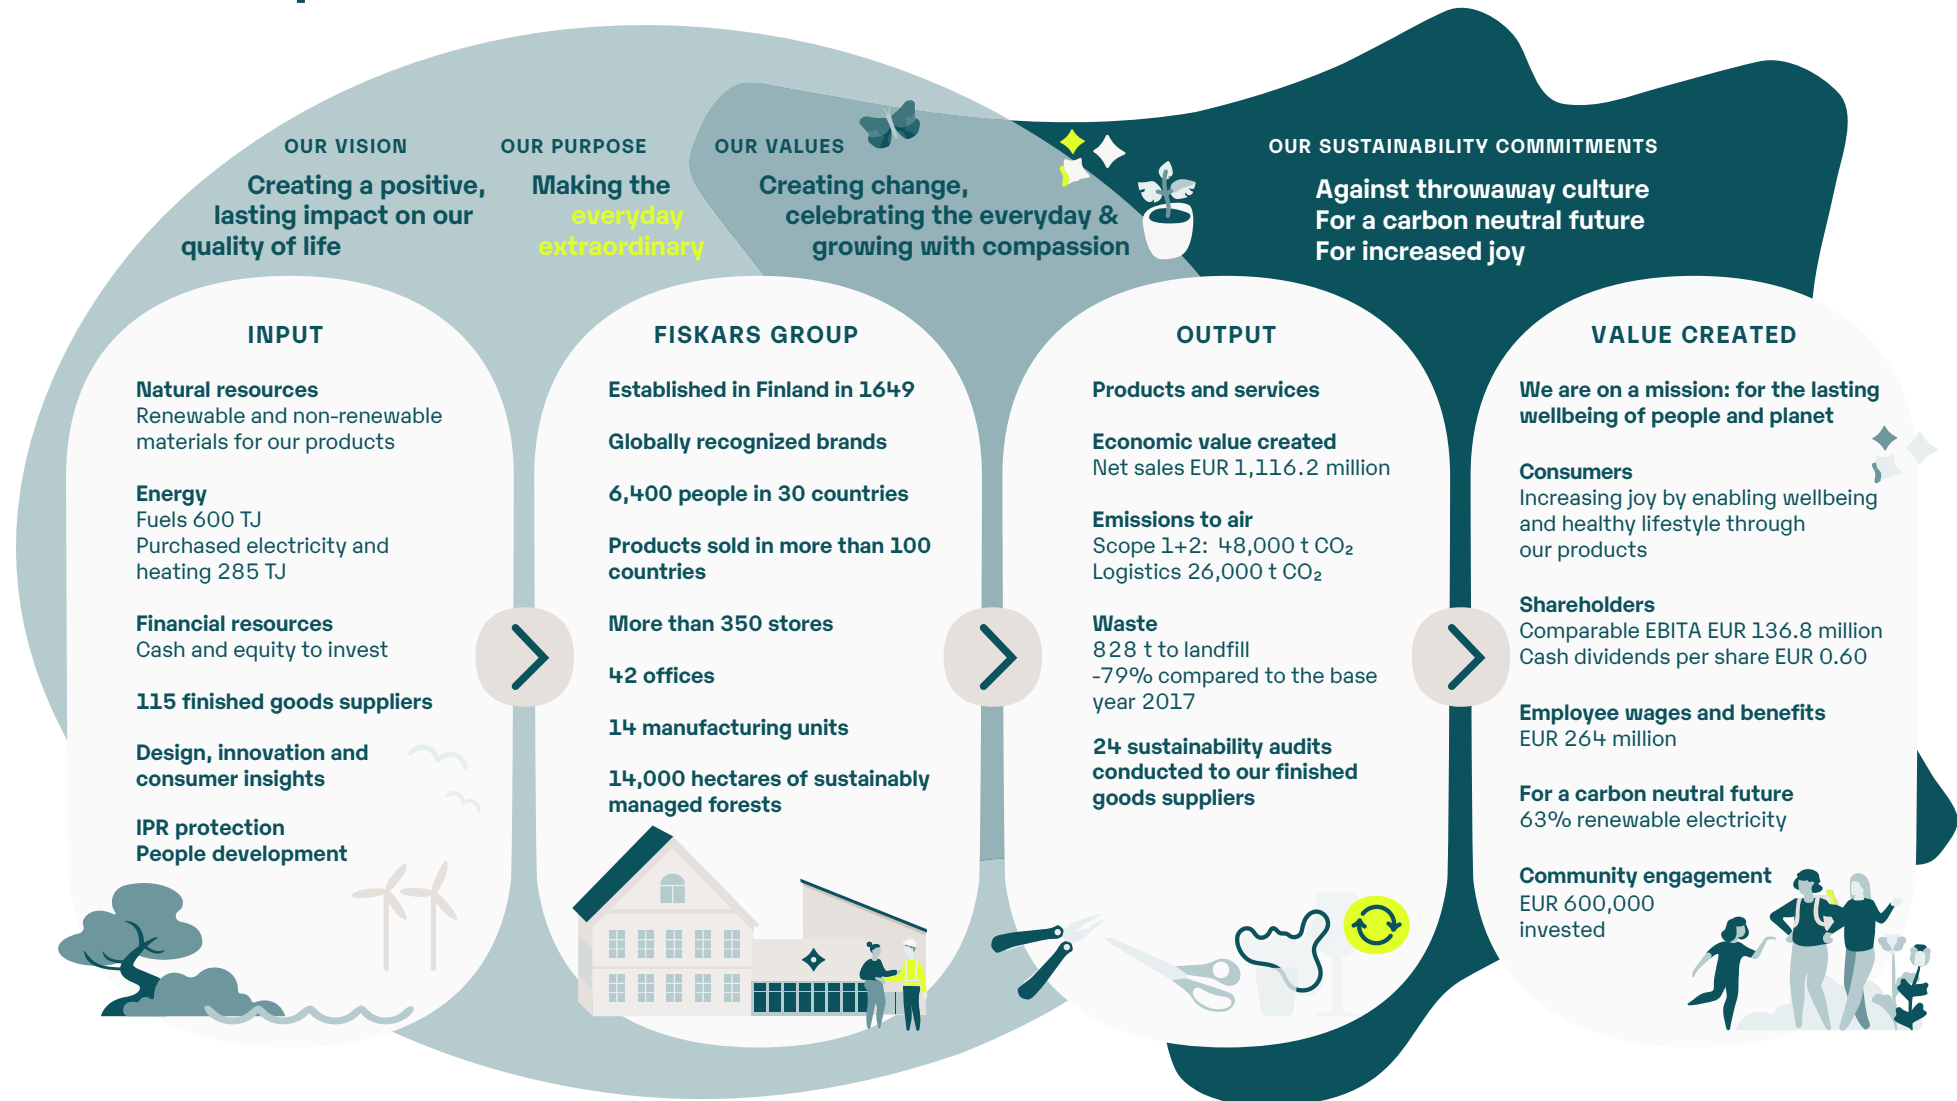 OUR VISION
Creating a positive,
lasting impact on our
quality of life
OUR PURPOSE
Making the
everyday
extraordinary
OUR VALUES
Creating change,
celebrating the everyday &
growing with compassion
OUR SUSTAINABILITY COMMITMENTS
Against throwaway culture
For a carbon neutral future
For increased joy
INPUT
Natural resources
Renewable and non-renewable
materials for our products
Energy
Fuels 600 TJ
Purchased electricity and
heating 285 TJ
Financial resources
Cash and equity to invest
115 finished goods suppliers
Design, innovation and
consumer insights
IPR protection
People development
FISKARS GROUP
Established in Finland in 1649
Globally recognized brands
6,400 people in 30 countries
Products sold in more than 100
countries
More than 350 stores
42 offices
14 manufacturing units
14,000 hectares of sustainably
managed forests
OUTPUT
Products and services
Economic value created
Net sales EUR 1,116.2 million
Emissions to air
Scope 1+2: 48,000 t CO₂
Logistics 26,000 t CO₂
Waste
828 t to landfill
-79% compared to the base
year 2017
24 sustainability audits
conducted to our finished
goods suppliers
VALUE CREATED
We are on a mission: for the lasting
wellbeing of people and planet
Consumers
Increasing joy by enabling wellbeing
and healthy lifestyle through
our products
Shareholders
Comparable EBITA EUR 136.8 million
Cash dividends per share EUR 0.60
Employee wages and benefits
EUR 264 million
For a carbon neutral future
63% renewable electricity
Community engagement
EUR 600,000
invested